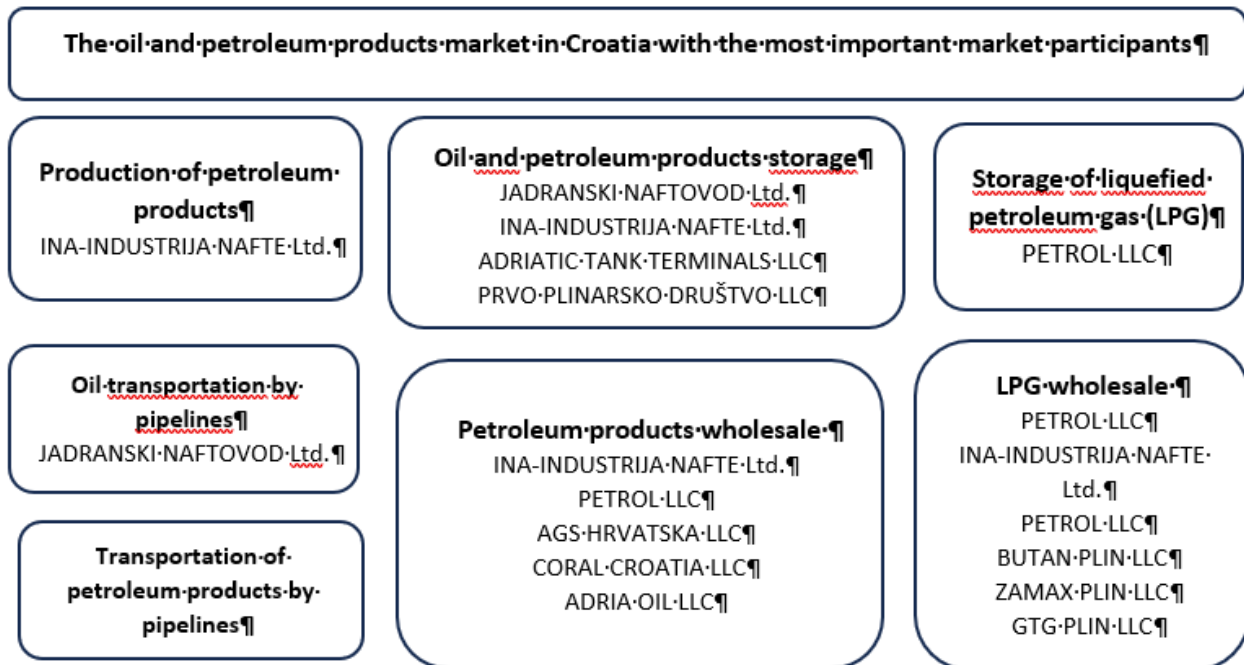 The·oil·and·petroleum·products·market·in·Croatia·with·the·most·important·market·participants¶
Production·of·petroleum·
products¶
INA-INDUSTRIJA·NAFTE·Ltd.¶
Oil·and·petroleum·products·storage¶
JADRANSKI·NAFTOVOD·Ltd.¶
INA-INDUSTRIJA·NAFTE·Ltd.¶
ADRIATIC·TANK·TERMINALS·LLC¶
PRVO·PLINARSKO·DRUŠTVO·LLC¶
Storage·of·liquefied·
petroleum·gas·(LPG)¶
PETROL·LLC¶
Oil·transportation·by·
pipelines¶
JADRANSKI·NAFTOVOD·Ltd.¶
Transportation·of·
petroleum·products·by·
pipelines¶
Petroleum·products·wholesale·¶
INA-INDUSTRIJA·NAFTE·Ltd.¶
PETROL·LLC¶
AGS·HRVATSKA·LLC¶
CORAL·CROATIA·LLC¶
ADRIA·OIL·LLC¶
LPG·wholesale·¶
PETROL·LLC¶
INA-INDUSTRIJA·NAFTE·
Ltd.¶
PETROL·LLC¶
BUTAN·PLIN·LLC¶
ZAMAX·PLIN·LLC¶
GTG·PLIN·LLC¶